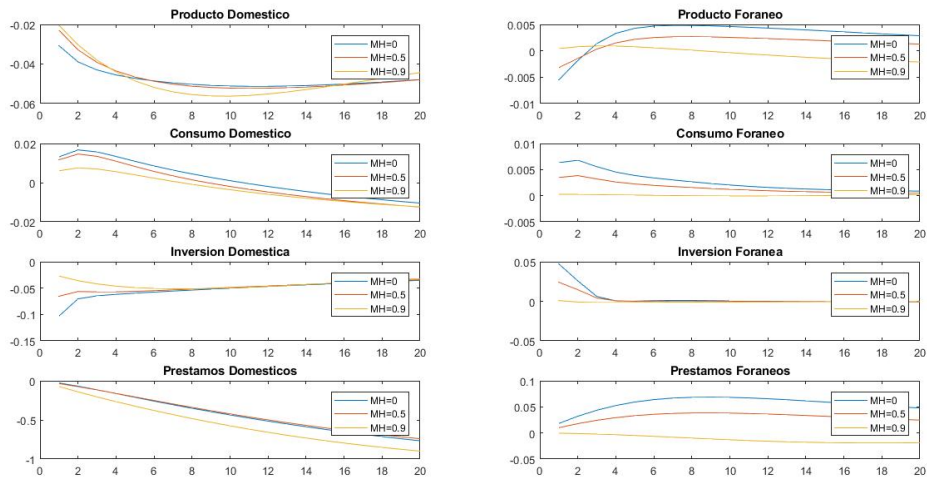 Producto Domestico
-0.02
-0.04
-0.06
0 2 4 6 8 10 12 14 16 18 20
MH=0
MH=0.5
MH=0.9
Producto Foraneo
0.005
0
-0.005
-0.01
0 2 4 6 8 10 12 14 16 18 20
MH=0
MH=0.5
MH=0.9
Consumo Domestico
0.02
0
-0.02
0 2 4 6 8 10 12 14 16 18 20
MH=0
MH=0.5
MH=0.9
Consumo Foraneo
0.01
0.005
0
-0.005
0 2 4 6 8 10 12 14 16 18 20
MH=0
MH=0.5
MH=0.9
Inversion Domestica
0
-0.05
-0.1
-0.15
0 2 4 6 8 10 12 14 16 18 20
MH=0
MH=0.5
MH=0.9
Inversion Foranea
0.05
0
-0.05
0 2 4 6 8 10 12 14 16 18 20
MH=0
MH=0.5
MH=0.9
Prestamos Domesticos
0
-0.5
-1
0 2 4 6 8 10 12 14 16 18 20
MH=0
MH=0.5
MH=0.9
Prestamos Foraneos
0.1
0.05
0
-0.05
0 2 4 6 8 10 12 14 16 18 20
MH=0
MH=0.5
MH=0.9